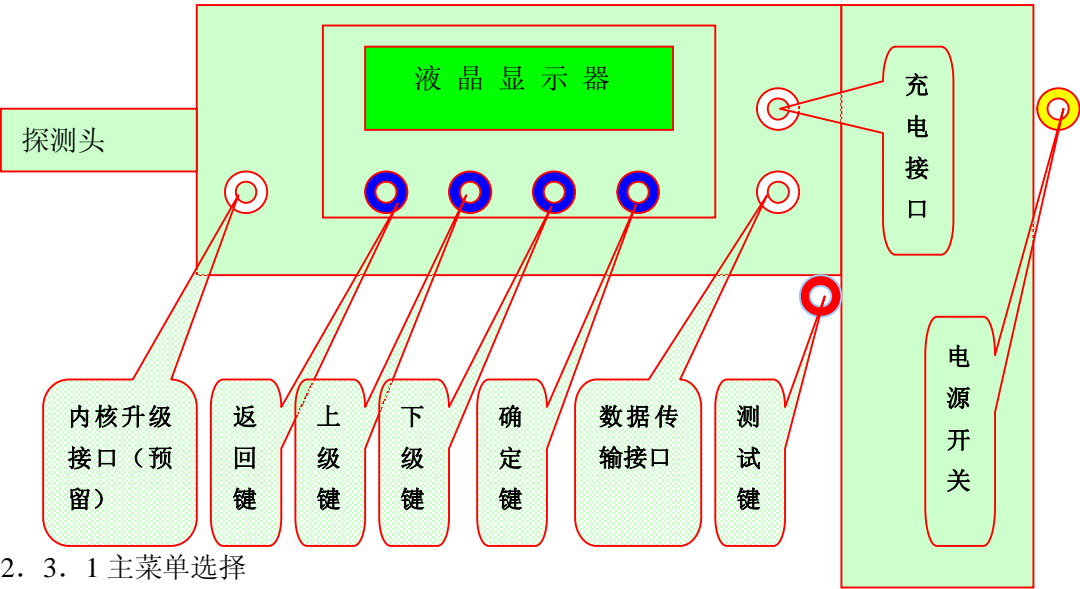 液晶显示器
探测头
充
电
接
口
内核升级
接口（预
留）
返
回
键
上
级
键
下
级
键
确
定
键
数据传
输接口
测
试
键
电
源
开
关
2．3．1 主菜单选择